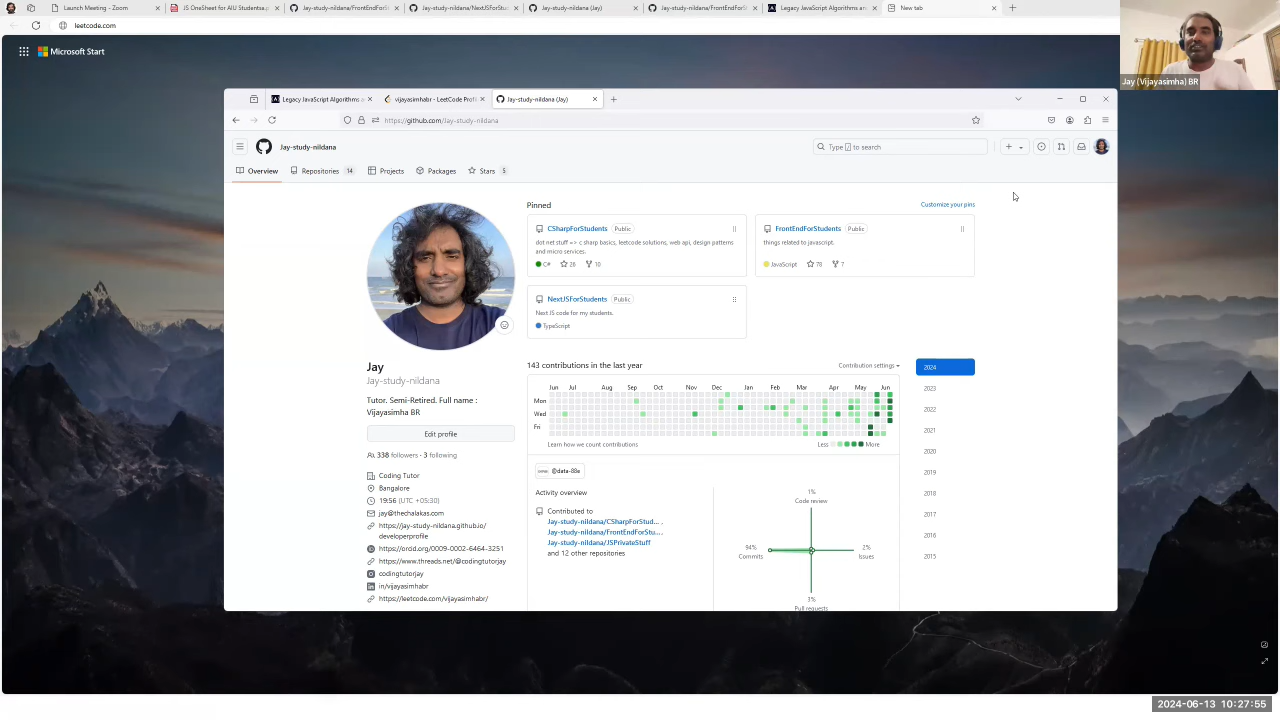 Launch Meeting - Zoom
JS OneSheet for AIU Studentsa.p
Jay-study-nildana/FrontEndForSt
Jay-study-nildana/NextJSForStud
Jay-study-nildana (Jay)
Jay-study-nildana/FrontEndForSt
Legacy JavaScript Algorithms an
New tab
leetcode.com
Microsoft Start
Jay (Vijayasimha) BR
Legacy JavaScript Algorithms a
vijayasimhabr - LeetCode Profi
Jay-study-nildana (Jay)
https://github.com/Jay-study-nildana
Jay-study-nildana
Type / to search
Overview
Repositories 14
Projects
Packages
Stars 5
Pinned
Customize your pins
CSharpForStudents Public
dot net stuff => c sharp basics, leetcode solutions, web api, design patterns
and micro services.
C# 26 10
FrontEndForStudents Public
things related to javascript.
JavaScript 78 7
NextJSForStudents Public
Next JS code for my students.
TypeScript
Jay
Jay-study-nildana
Tutor. Semi-Retired. Full name :
Vijayasimha BR
Edit profile
338 followers · 3 following
Coding Tutor
Bangalore
19:56 (UTC +05:30)
jay@thechalakas.com
https://jay-study-nildana.github.io/
developerprofile
https://orcid.org/0009-0002-6464-3251
https://www.threads.net/@codingtutorjay
codingtutorjay
in/vijayasimhabr
https://leetcode.com/vijayasimhabr/
143 contributions in the last year
Contribution settings
Jun Jul Aug Sep Oct Nov Dec Jan Feb Mar Apr May Jun
Mon
Wed
Fri
Learn how we count contributions
Less More
@data-88e
Activity overview
Contributed to
Jay-study-nildana/CSharpForStud... ,
Jay-study-nildana/FrontEndForStu... ,
Jay-study-nildana/JSPrivateStuff
and 12 other repositories
1%
Code review
94%
Commits
2%
Issues
3%
Pull requests
2024
2023
2022
2021
2020
2019
2018
2017
2016
2015
2024-06-13 10:27:55